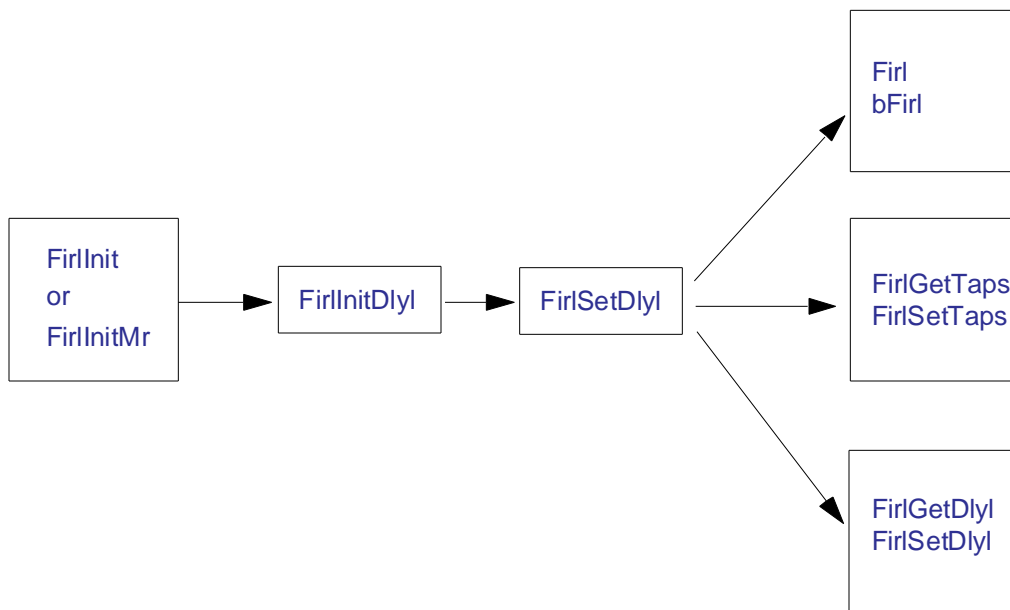 FirlInit
or
FirlInitMr
FirlInitDlyl
FirlSetDlyl
Firl
bFirl
FirlGetTaps
FirlSetTaps
FirlGetDlyl
FirlSetDlyl